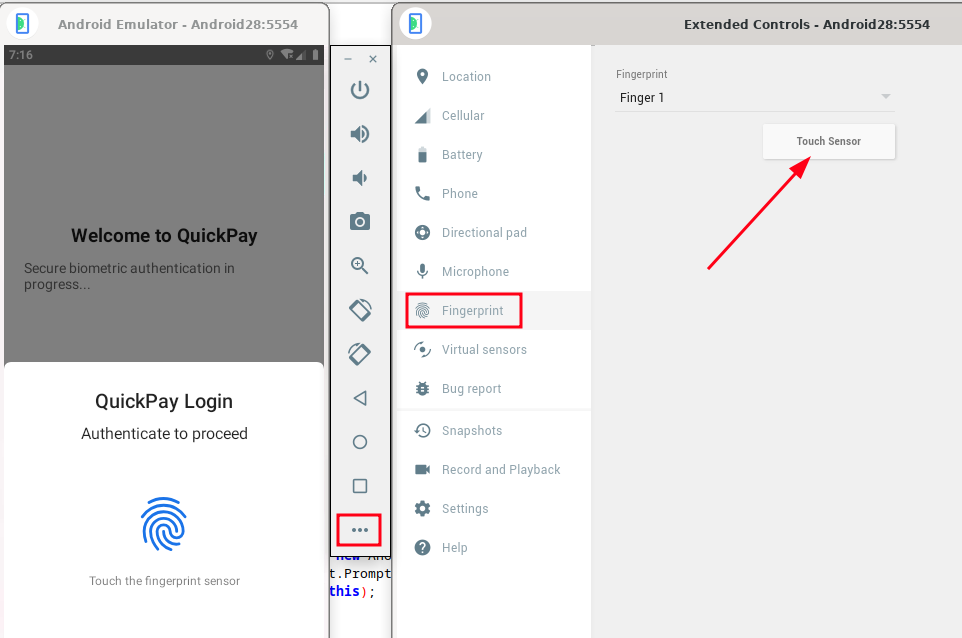 Android Emulator - Android28:5554
7:16
Welcome to QuickPay
Secure biometric authentication in
progress...
QuickPay Login
Authenticate to proceed
Touch the fingerprint sensor
t.Prompt
this);
Extended Controls - Android28:5554
Location
Cellular
Battery
Phone
Directional pad
Microphone
Fingerprint
Virtual sensors
Bug report
Snapshots
Record and Playback
Settings
Help
Fingerprint
Finger 1
Touch Sensor